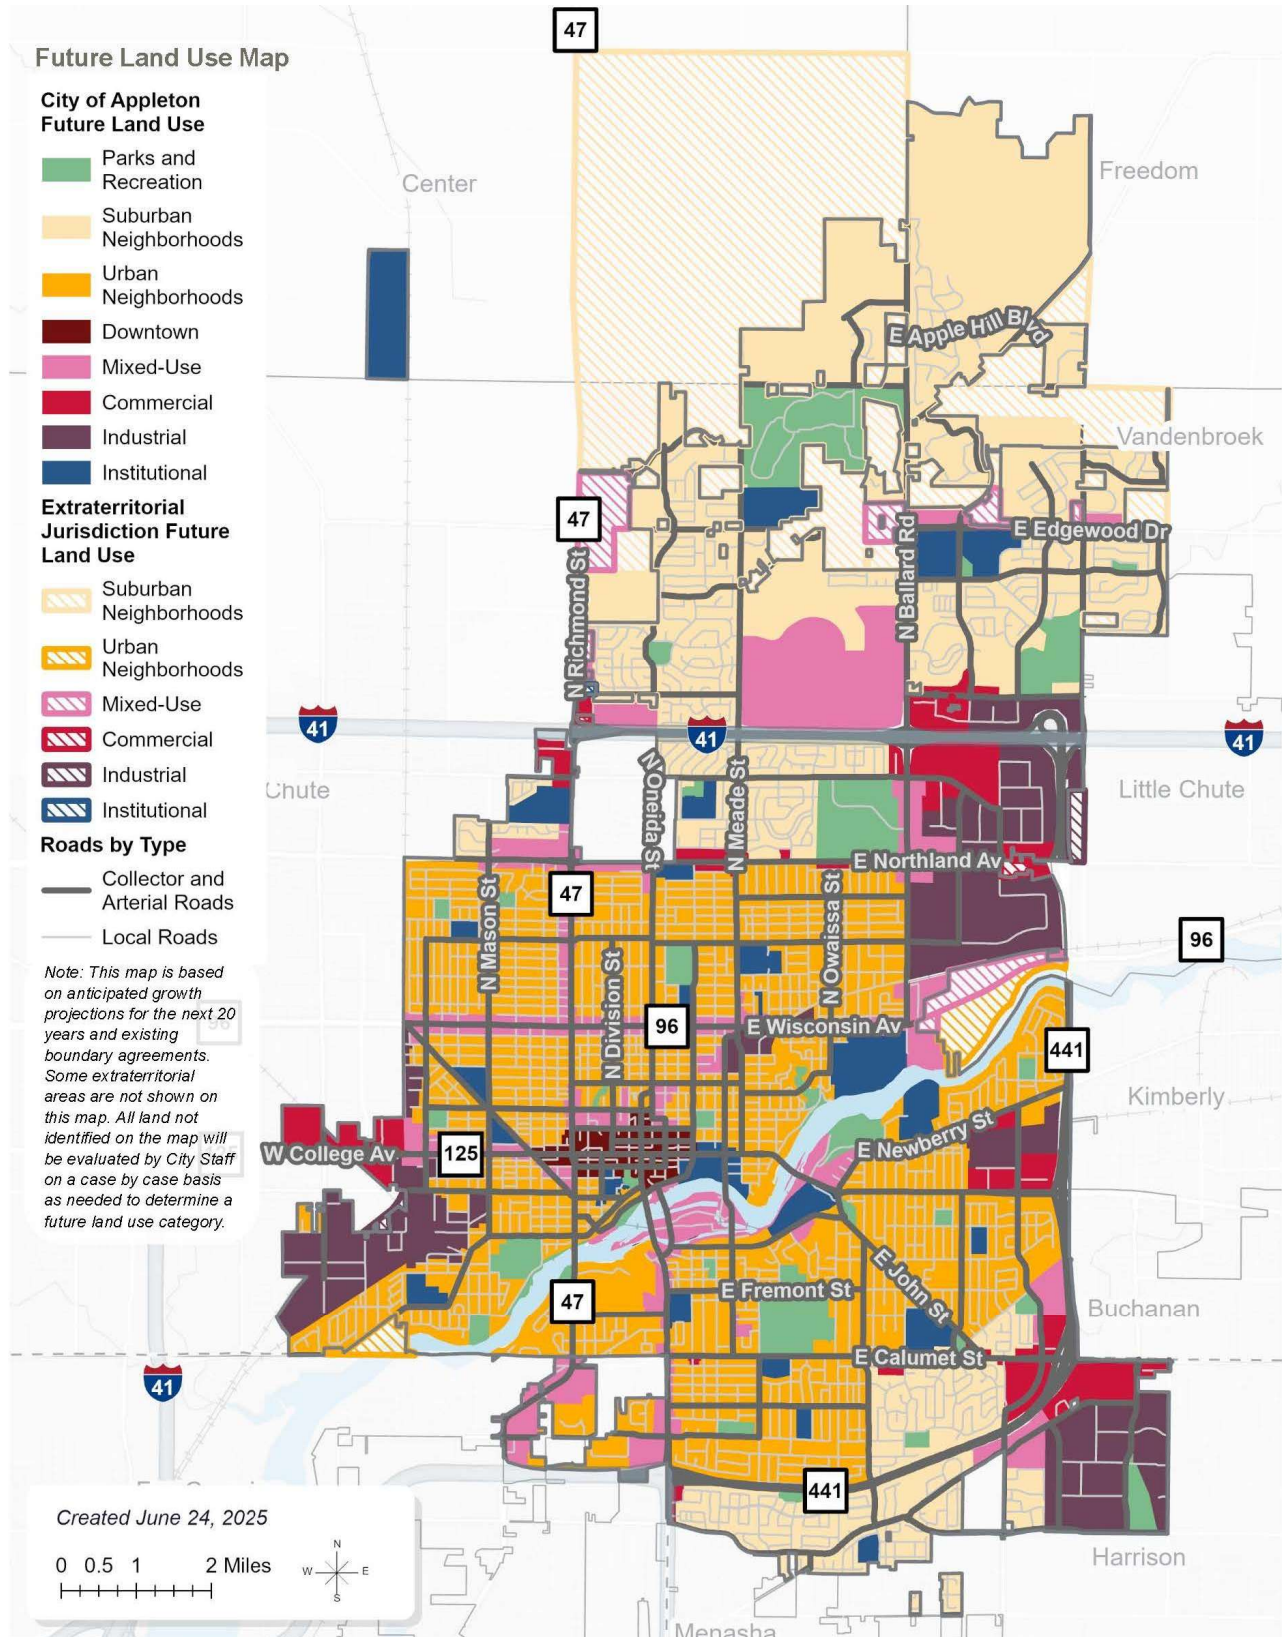 Future Land Use Map
City of Appleton
Future Land Use
Parks and
Recreation
Suburban
Neighborhoods
Urban
Neighborhoods
Downtown
Mixed-Use
Commercial
Industrial
Institutional
Extraterritorial
Jurisdiction Future
Land Use
Suburban
Neighborhoods
Urban
Neighborhoods
Mixed-Use
Commercial
Industrial
Institutional
Roads by Type
Collector and
Arterial Roads
Local Roads
Note: This map is based
on anticipated growth
projections for the next 20
years and existing
boundary agreements.
Some extraterritorial
areas are not shown on
this map. All land not
identified on the map will
be evaluated by City Staff
on a case by case basis
as needed to determine a
future land use category.
Created June 24, 2025
0 0.5 1 2 Miles
N
W E
S
47
Center
Freedom
E Apple Hill Blvd
Vandenbroek
47
E Edgewood Dr
N Ballard Rd
N Richmond St
41
41
41
N Oneida St
N Meade St
Chute
Little Chute
E Northland Av
47
N Mason St
N Owaissa St
96
N Division St
96
E Wisconsin Av
96
441
Kimberly
W College Av
125
E Newberry St
E John St
47
E Fremont St
Buchanan
E Calumet St
41
441
Harrison
Menasha